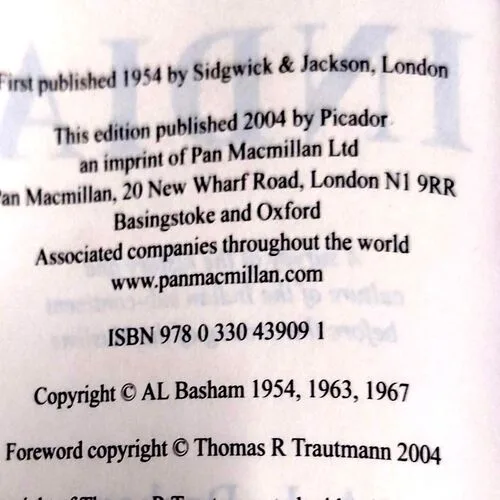 First published 1954 by Sidgwick & Jackson, London
This edition published 2004 by Picador
an imprint of Pan Macmillan Ltd
Pan Macmillan, 20 New Wharf Road, London N1 9RR
Basingstoke and Oxford
Associated companies throughout the world
www.panmacmillan.com
ISBN 978 0 330 43909 1
Copyright © AL Basham 1954, 1963, 1967
Foreword copyright © Thomas R Trautmann 2004